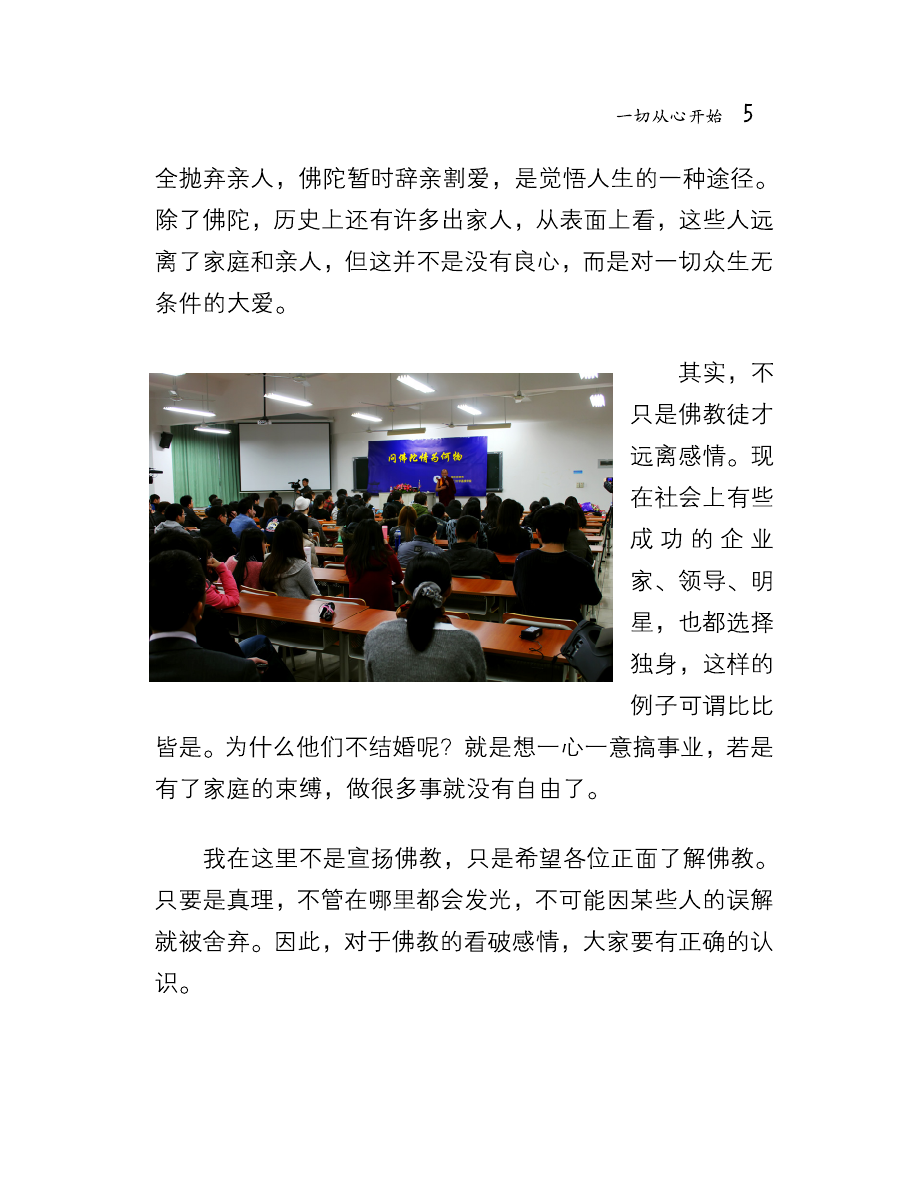 一切从心开始 5
全抛弃亲人，佛陀暂时辞亲割爱，是觉悟人生的一种途径。
除了佛陀，历史上还有许多出家人，从表面上看，这些人远
离了家庭和亲人，但这并不是没有良心，而是对一切众生无
条件的大爱。
问佛陀情为何物
其实，不
只是佛教徒才
远离感情。现
在社会上有些
成功的企业
家、领导、明
星，也都选择
独身，这样的
例子可谓比比
皆是。为什么他们不结婚呢？就是想一心一意搞事业，若是
有了家庭的束缚，做很多事就没有自由了。
我在这里不是宣扬佛教，只是希望各位正面了解佛教。
只要是真理，不管在哪里都会发光，不可能因某些人的误解
就被舍弃。因此，对于佛教的看破感情，大家要有正确的认
识。